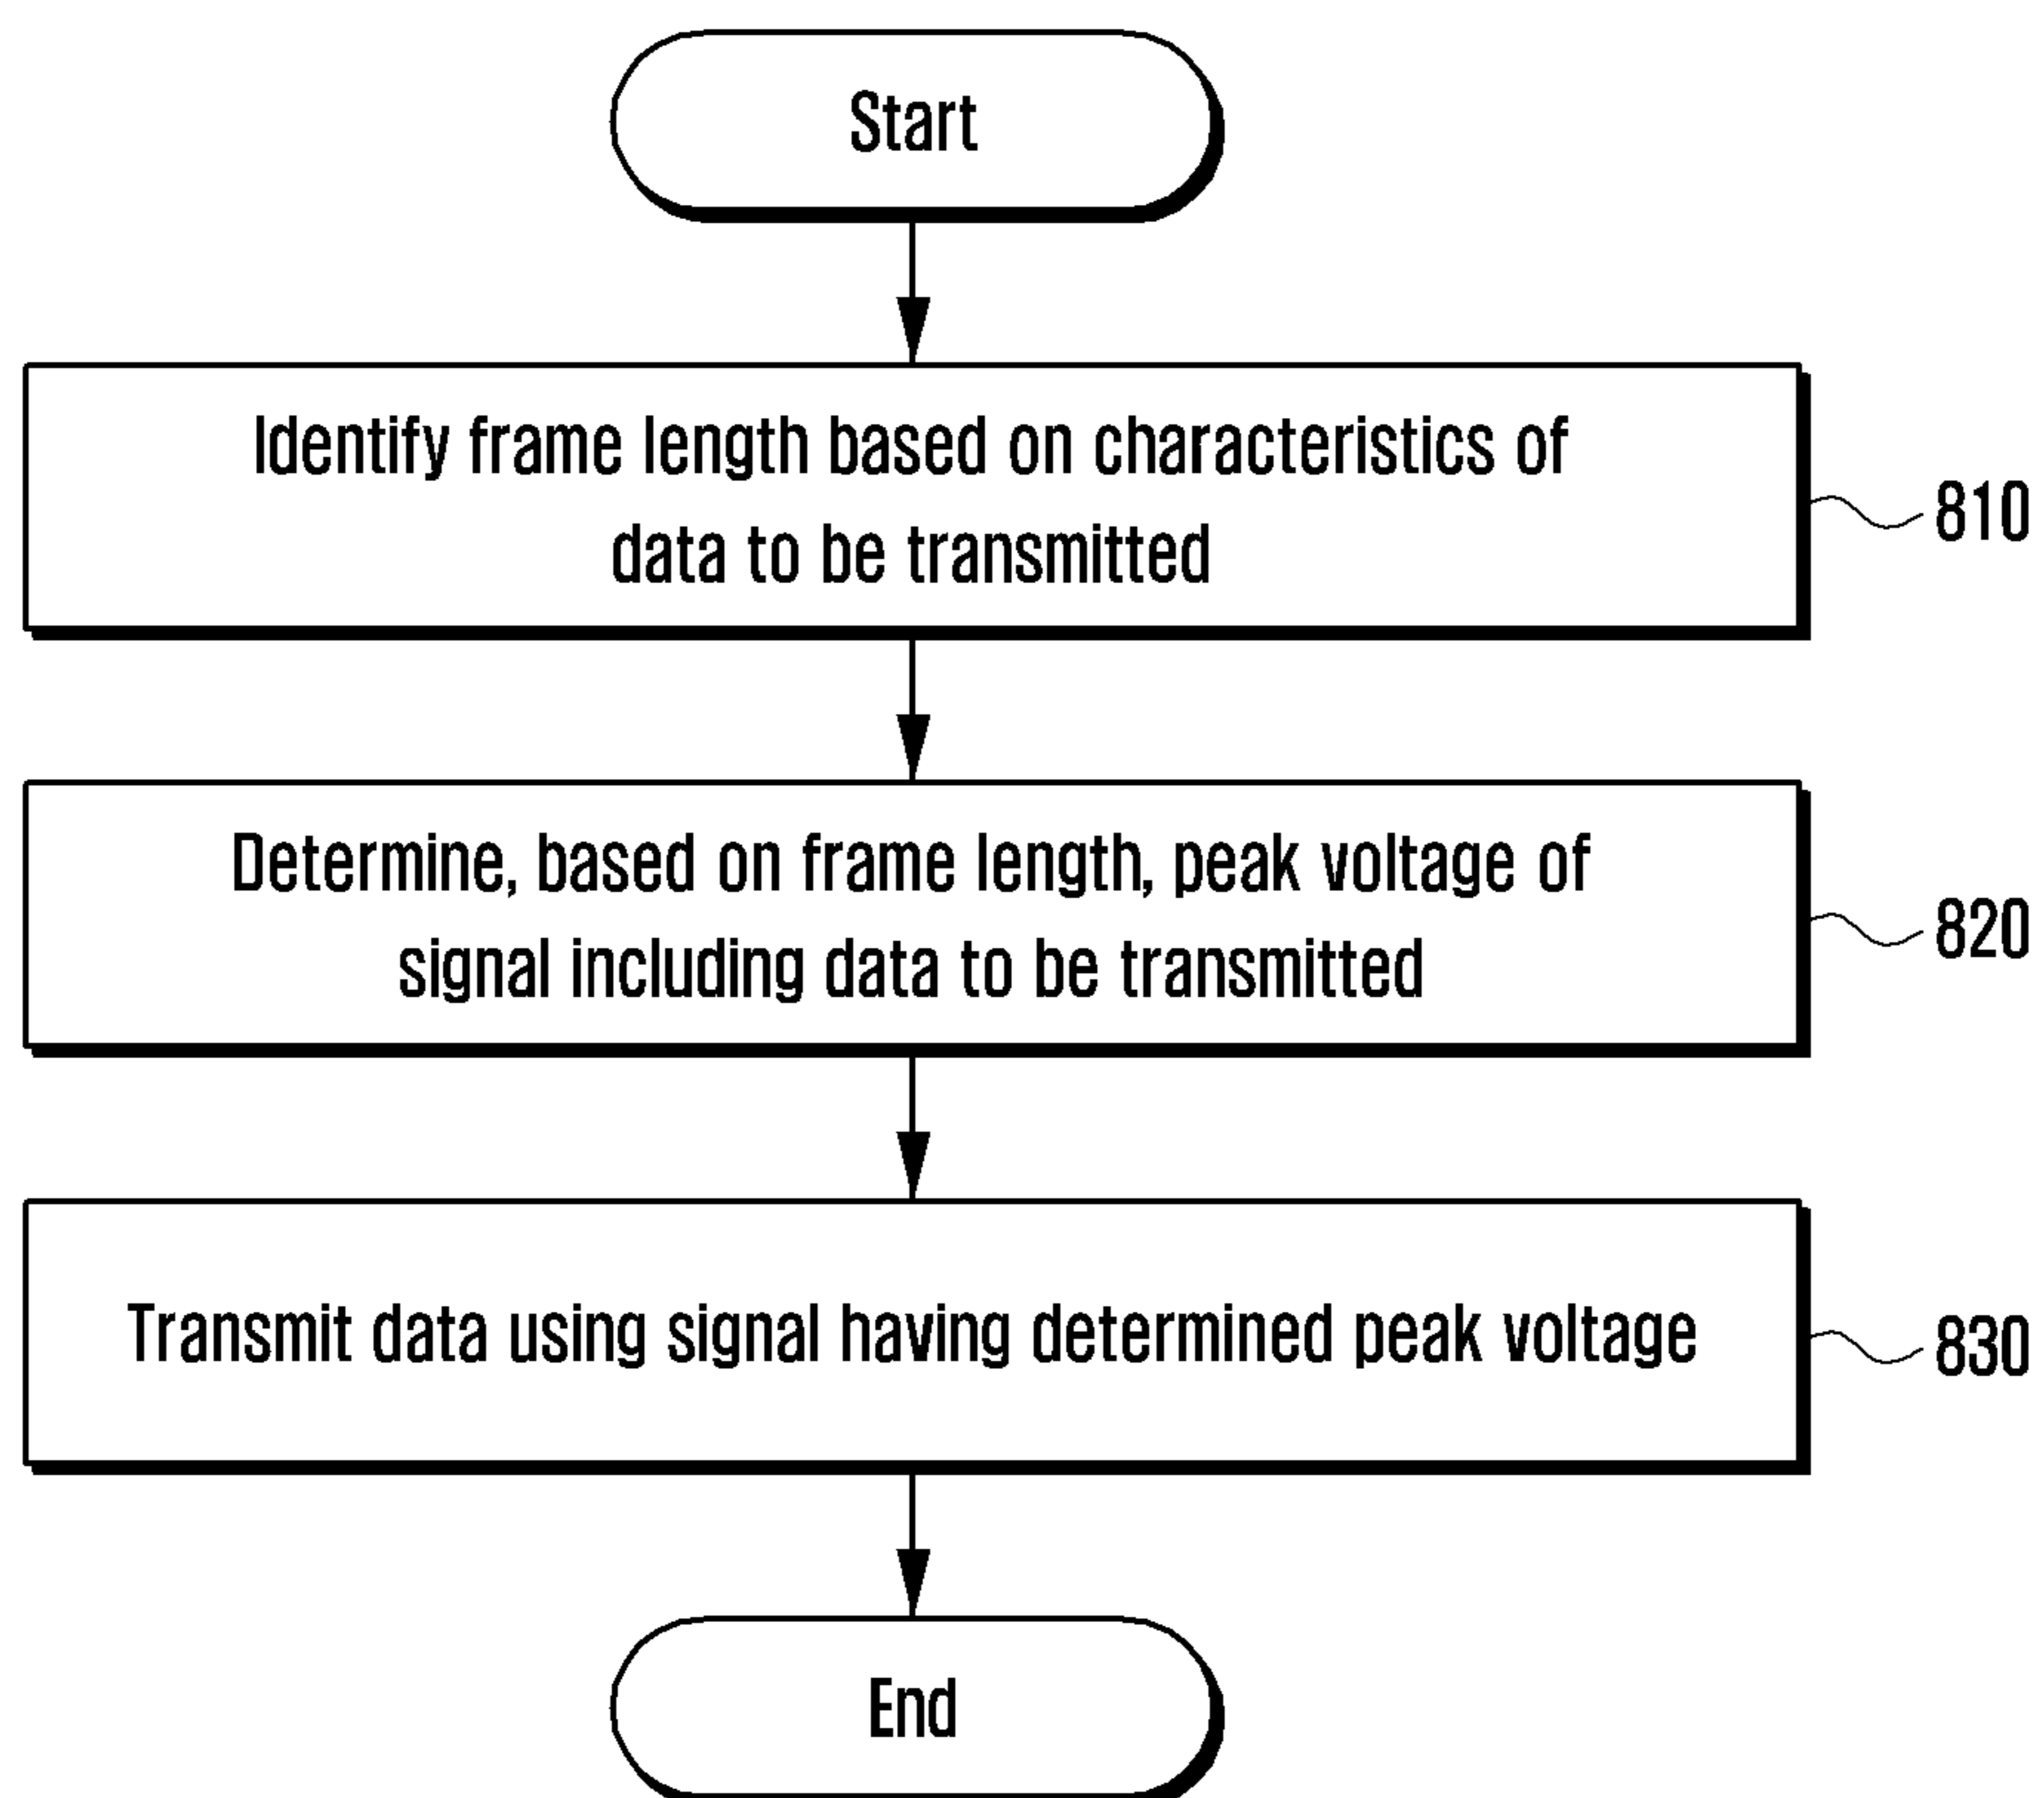 Start
Identify frame length based on characteristics of
data to be transmitted
810
Determine, based on frame length, peak voltage of
signal including data to be transmitted
820
Transmit data using signal having determined peak voltage
830
End